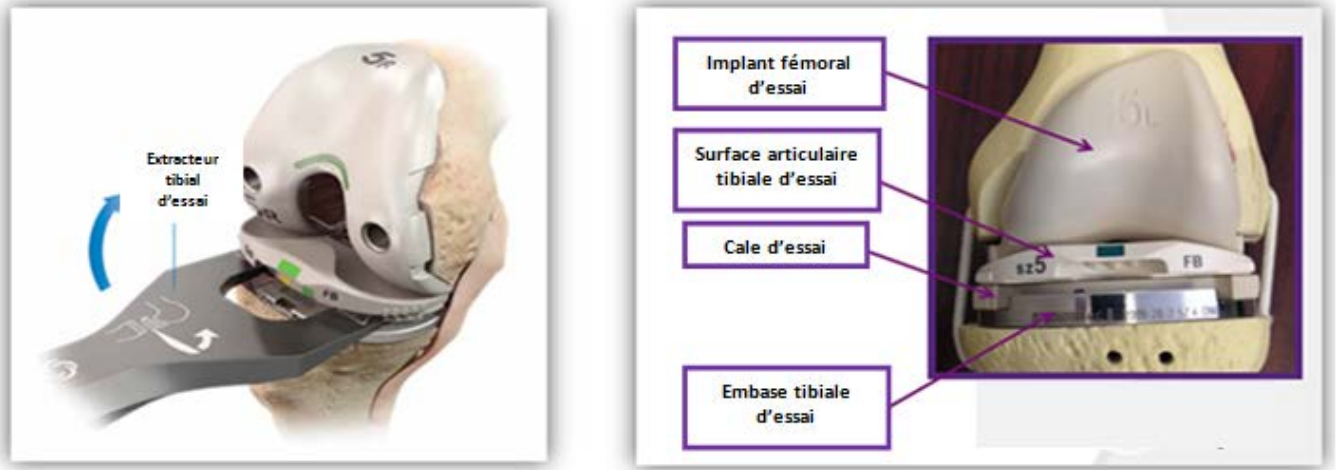 Extracteur
tibial
d'essai
FB
Implant fémoral
d'essai
Surface articulaire
tibiale d'essai
Cale d'essai
Embase tibiale
d'essai
6L
sz5
FB